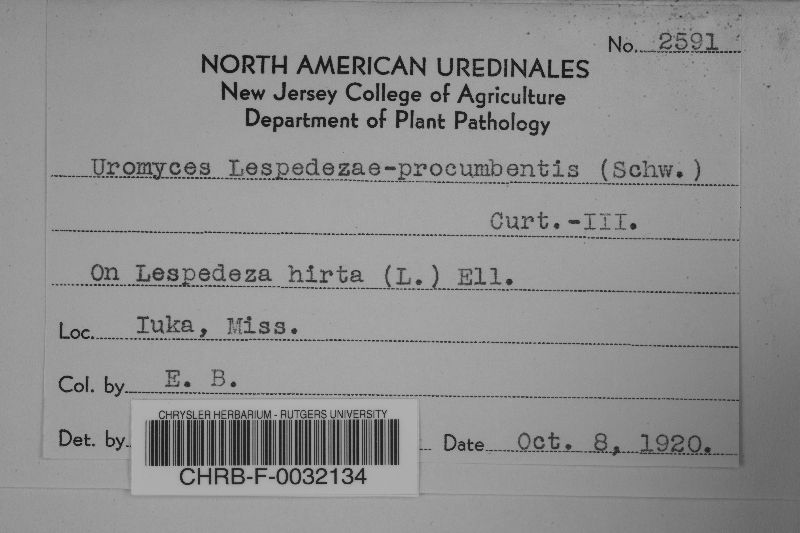 No. 2591
NORTH AMERICAN UREDINALES
New Jersey College of Agriculture
Department of Plant Pathology
Uromyces Lespedezae-procumbentis (Schw.)
Curt.-III.
On Lespedeza hirta (L.) Ell.
Loc. Iuka, Miss.
Col. by E. B.
Det. by Date Oct. 8, 1920.
CHRYSLER HERBARIUM - RUTGERS UNIVERSITY
CHRB-F-0032134